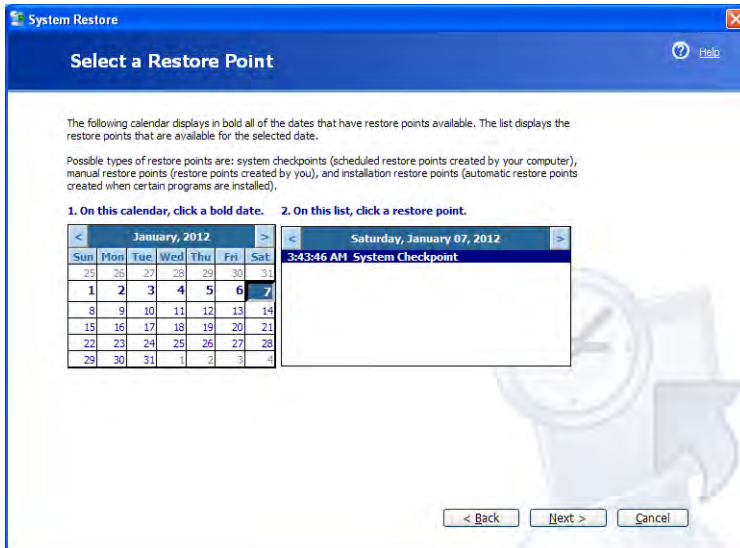 System Restore
Select a Restore Point
Help
The following calendar displays in bold all of the dates that have restore points available. The list displays the
restore points that are available for the selected date.
Possible types of restore points are: system checkpoints (scheduled restore points created by your computer),
manual restore points (restore points created by you), and installation restore points (automatic restore points
created when certain programs are installed).
1. On this calendar, click a bold date. 2. On this list, click a restore point.
< January, 2012 > < Saturday, January 07, 2012 >
Sun Mon Tue Wed Thu Fri Sat 3:43:46 AM System Checkpoint
25 26 27 28 29 30 31
1 2 3 4 5 6 7
8 9 10 11 12 13 14
15 16 17 18 19 20 21
22 23 24 25 26 27 28
29 30 31 1 2 3 4
< Back Next > Cancel